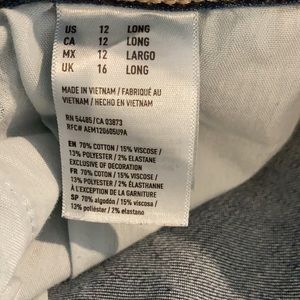 US 12 LONG
CA 12 LONG
MX 12 LARGO
UK 16 LONG
MADE IN VIETNAM / FABRIQUÉ AU
VIETNAM / HECHO EN VIETNAM
RN 54485/CA 03873
RFC# AEM120605U9A
EN 70% COTTON / 15% VISCOSE /
13% POLYESTER / 2% ELASTANE
EXCLUSIVE OF DECORATION
FR 70% COTON / 15% VISCOSE /
13% POLYESTER / 2% ÉLASTHANNE
À L'EXCEPTION DE LA GARNITURE
SP 70% algodón / 15% viscosa /
13% poliéster / 2% elastano